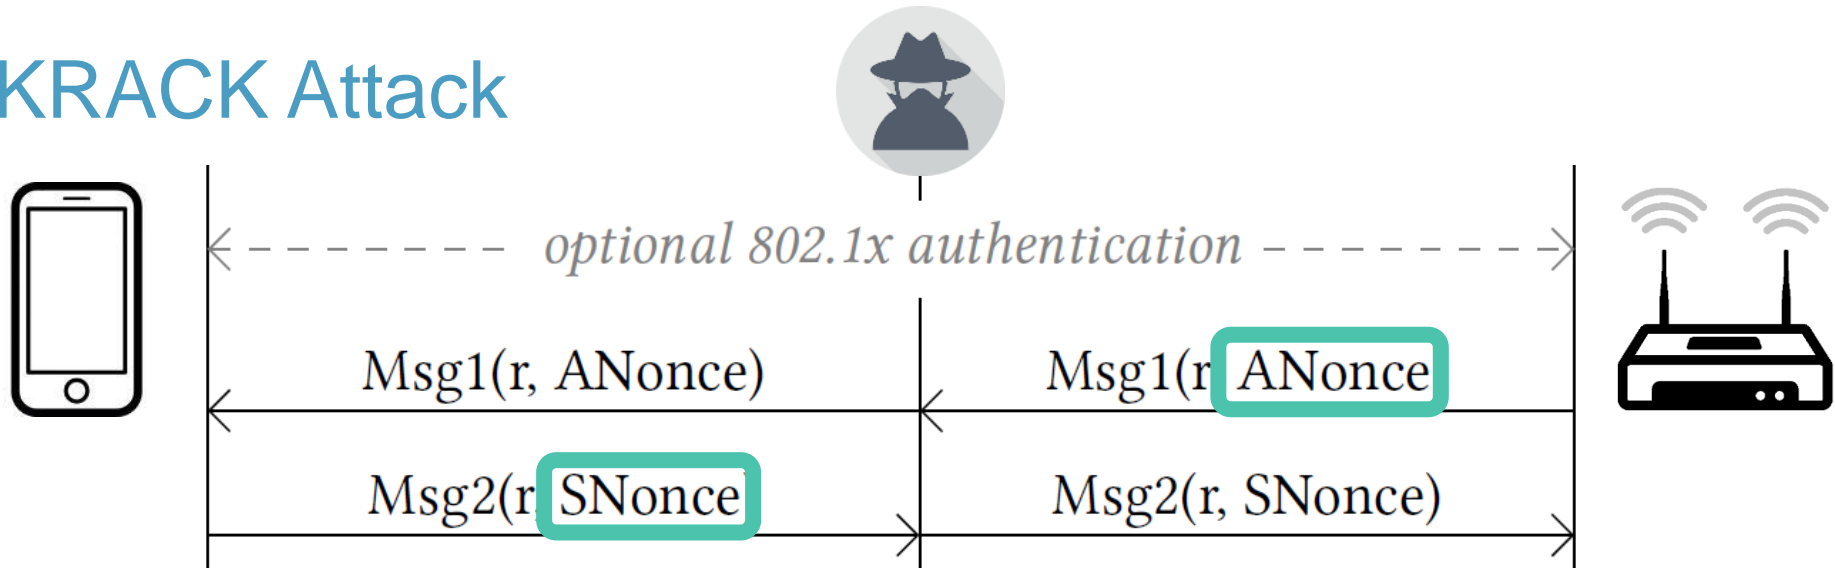 KRACK Attack
optional 802.1x authentication
Msg1(r, ANonce) Msg1(r ANonce
Msg2(r, SNonce Msg2(r, SNonce)